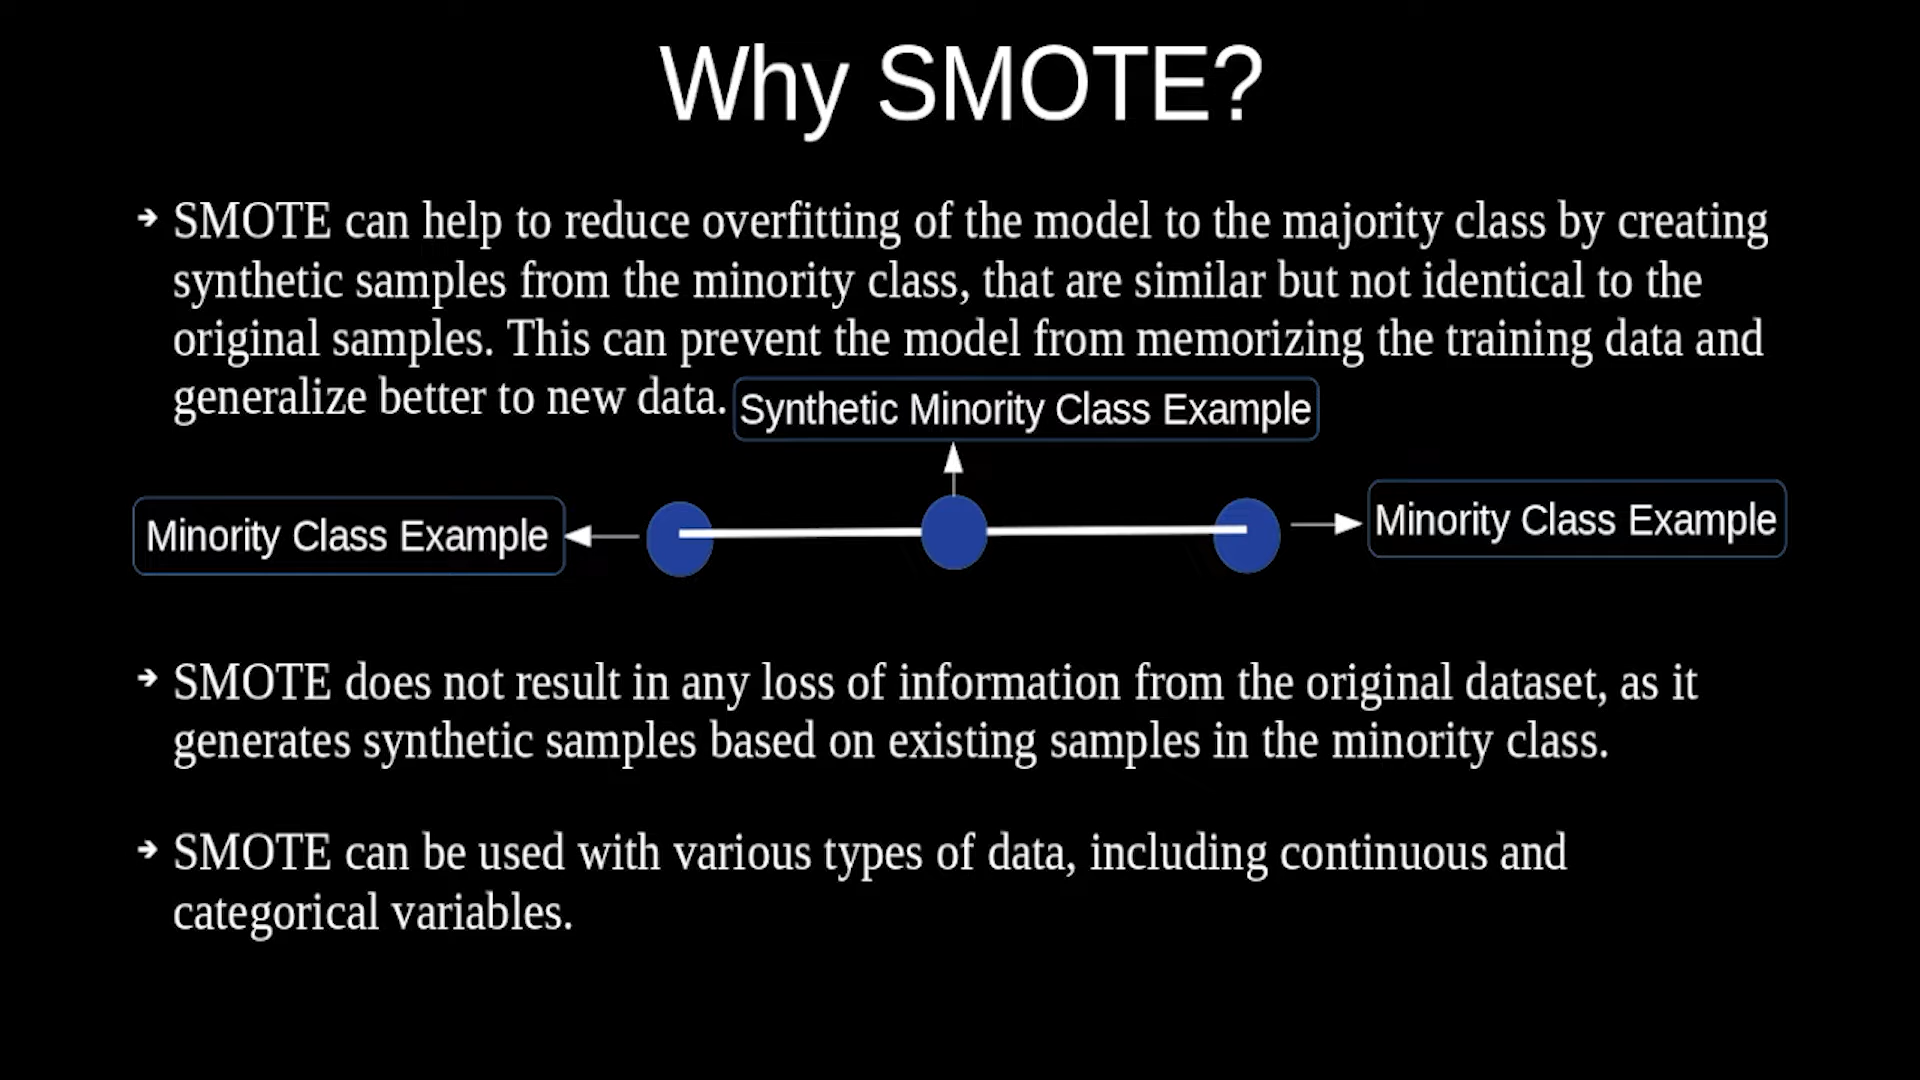 Why SMOTE?
SMOTE can help to reduce overfitting of the model to the majority class by creating
synthetic samples from the minority class, that are similar but not identical to the
original samples. This can prevent the model from memorizing the training data and
generalize better to new data.
Synthetic Minority Class Example
Minority Class Example
Minority Class Example
SMOTE does not result in any loss of information from the original dataset, as it
generates synthetic samples based on existing samples in the minority class.
SMOTE can be used with various types of data, including continuous and
categorical variables.